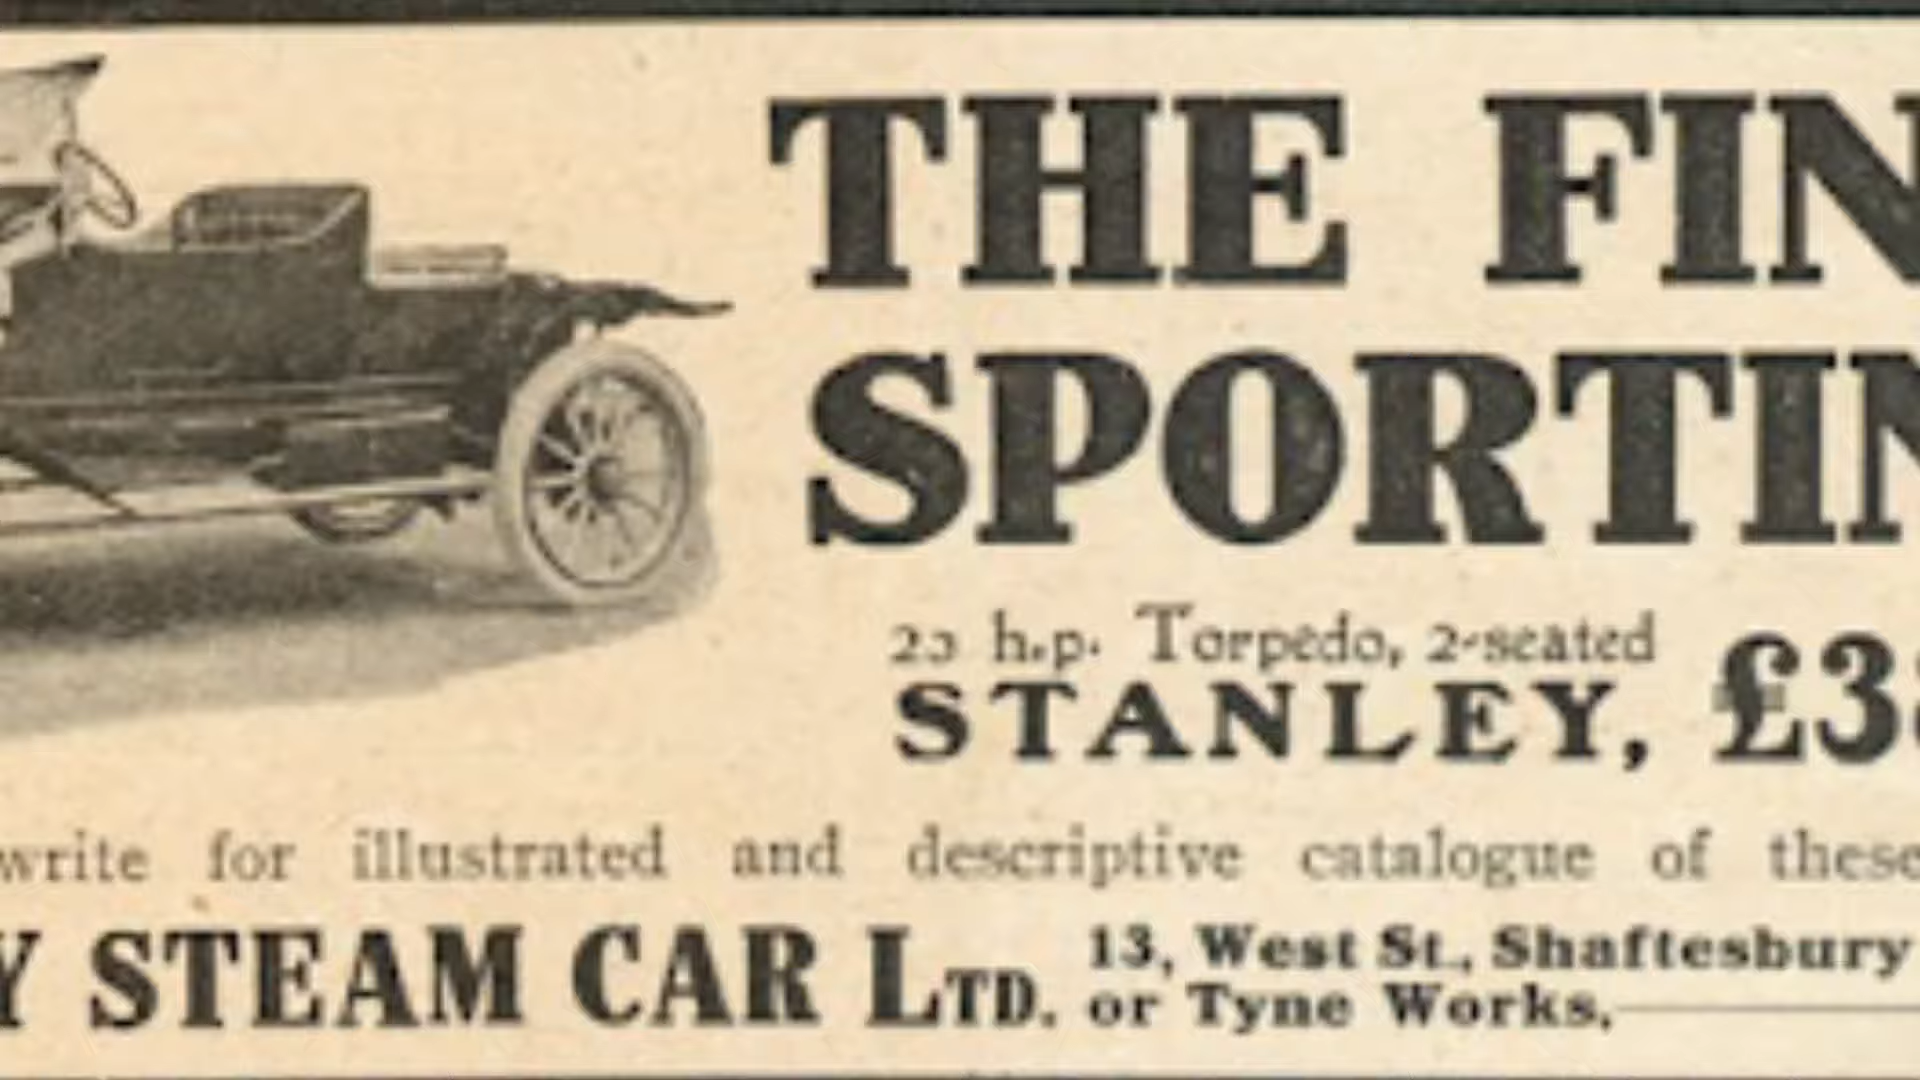 THE FIN
SPORTIN
h.p. Torpedo, 2-seated
STANLEY, £3
write for illustrated and descriptive catalogue of these
Y STEAM CAR LTD. 13, West St., Shaftesbury
or Tyne Works,